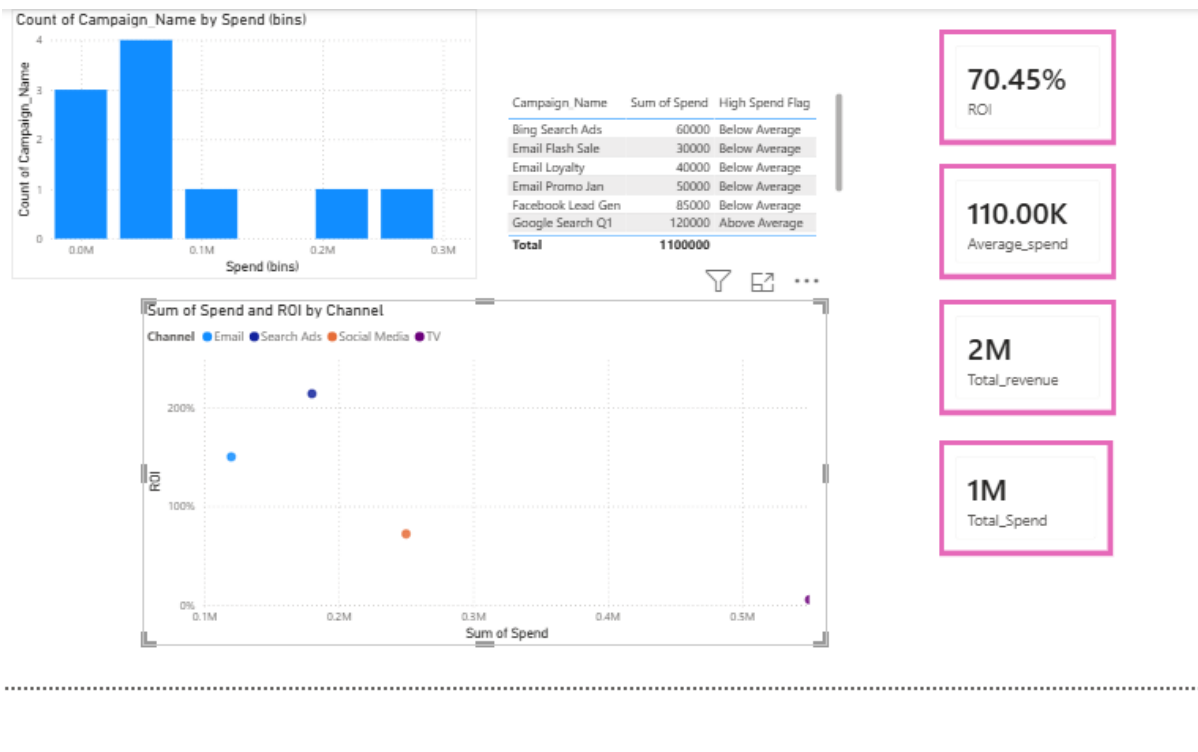 Count of Campaign_Name by Spend (bins)
4
3
2
1
0
Count of Campaign_Name
0.0M 0.1M 0.2M 0.3M
Spend (bins)
Campaign_Name Sum of Spend High Spend Flag
Bing Search Ads 60000 Below Average
Email Flash Sale 30000 Below Average
Email Loyalty 40000 Below Average
Email Promo Jan 50000 Below Average
Facebook Lead Gen 85000 Below Average
Google Search Q1 120000 Above Average
Total 1100000
70.45%
ROI
110.00K
Average_spend
2M
Total_revenue
1M
Total_Spend
Sum of Spend and ROI by Channel
Channel Email Search Ads Social Media TV
200%
100%
0%
ROI
0.1M 0.2M 0.3M 0.4M 0.5M
Sum of Spend